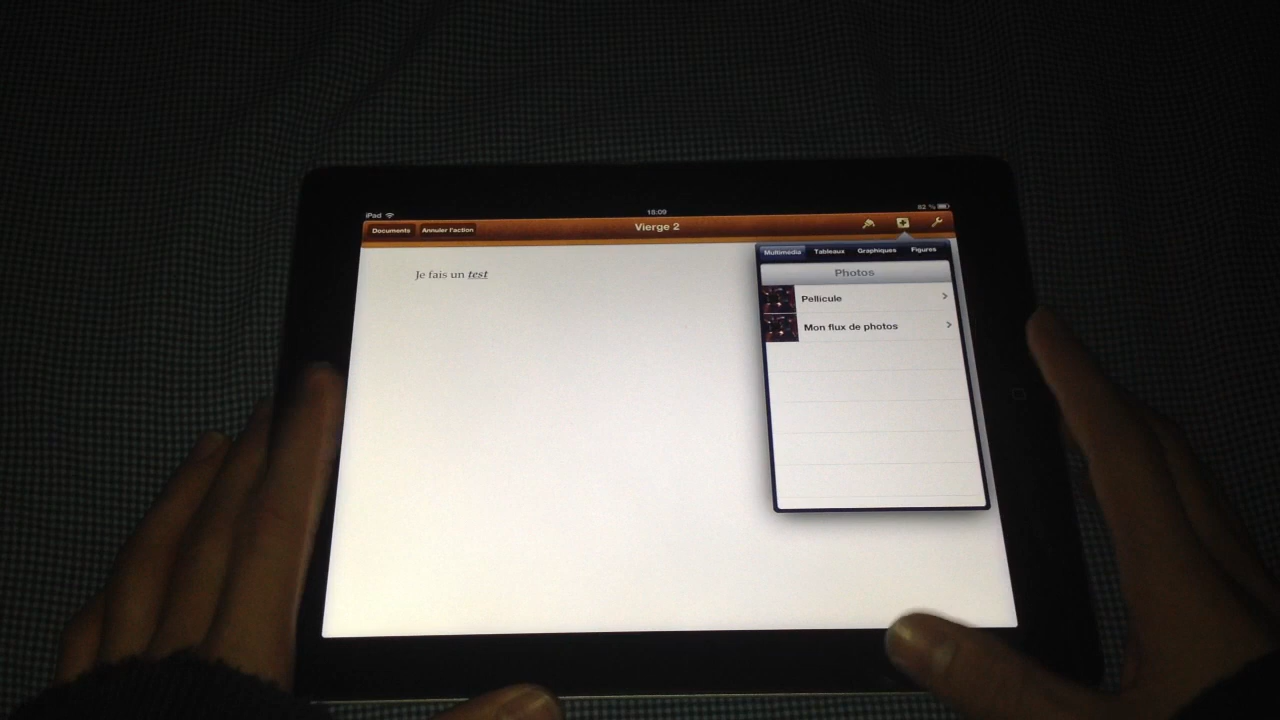 iPad 18:09 82 %
Documents Annuler l'action Vierge 2
Multimédia Tableaux Graphiques Figures
Je fais un test
Photos
Pellicule
Mon flux de photos